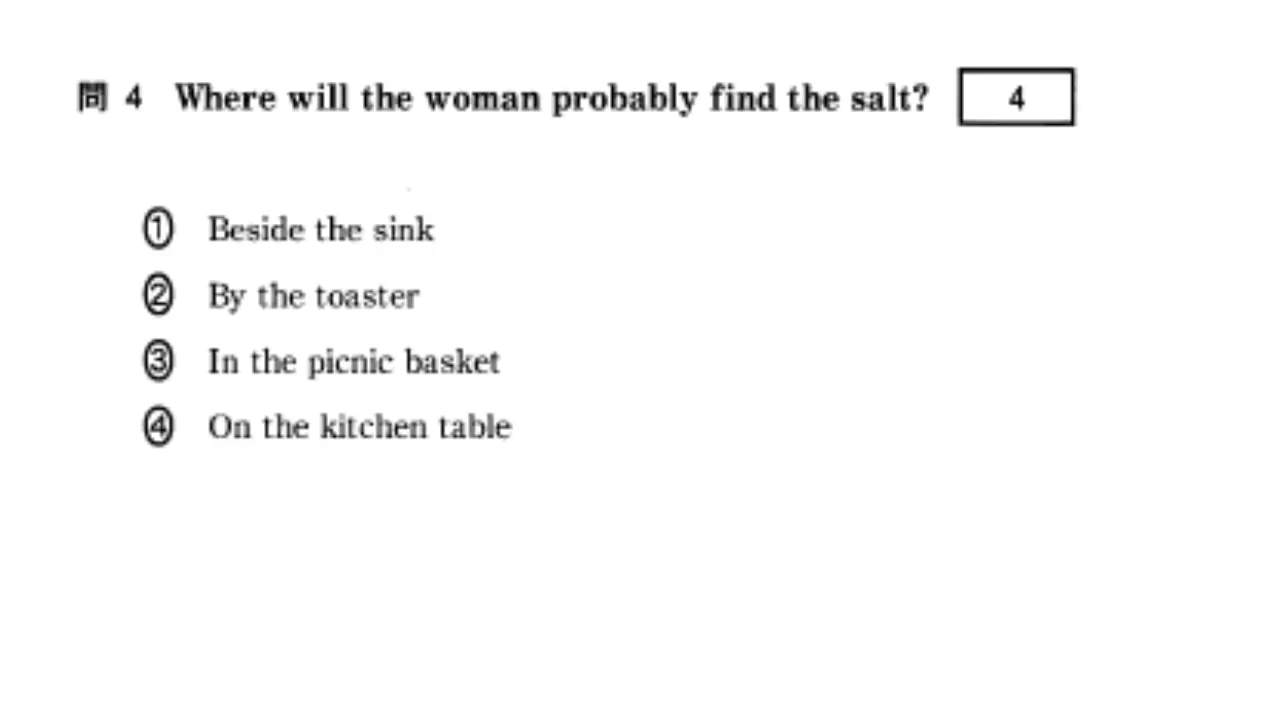 問 4 Where will the woman probably find the salt? 4
① Beside the sink
② By the toaster
③ In the picnic basket
④ On the kitchen table